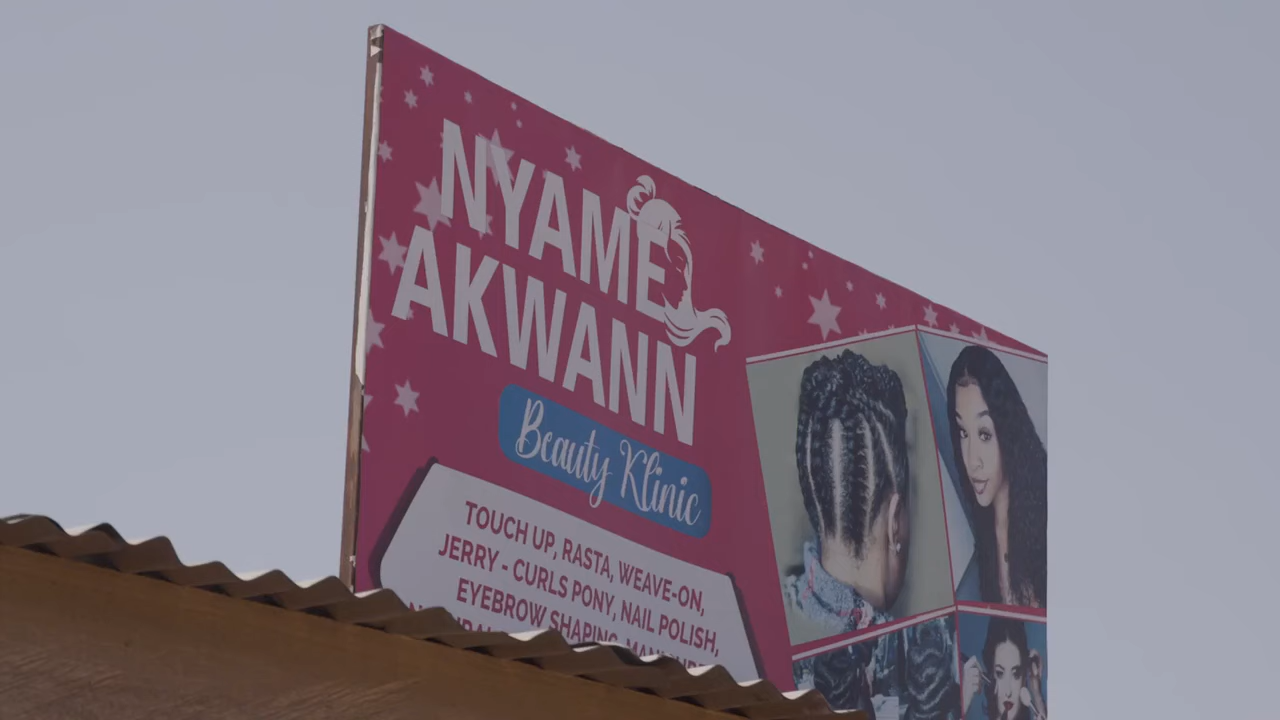 NYAME
AKWANN
Beauty Klinic
TOUCH UP, RASTA, WEAVE-ON,
JERRY - CURLS PONY, NAIL POLISH,
EYEBROW SHAPING,